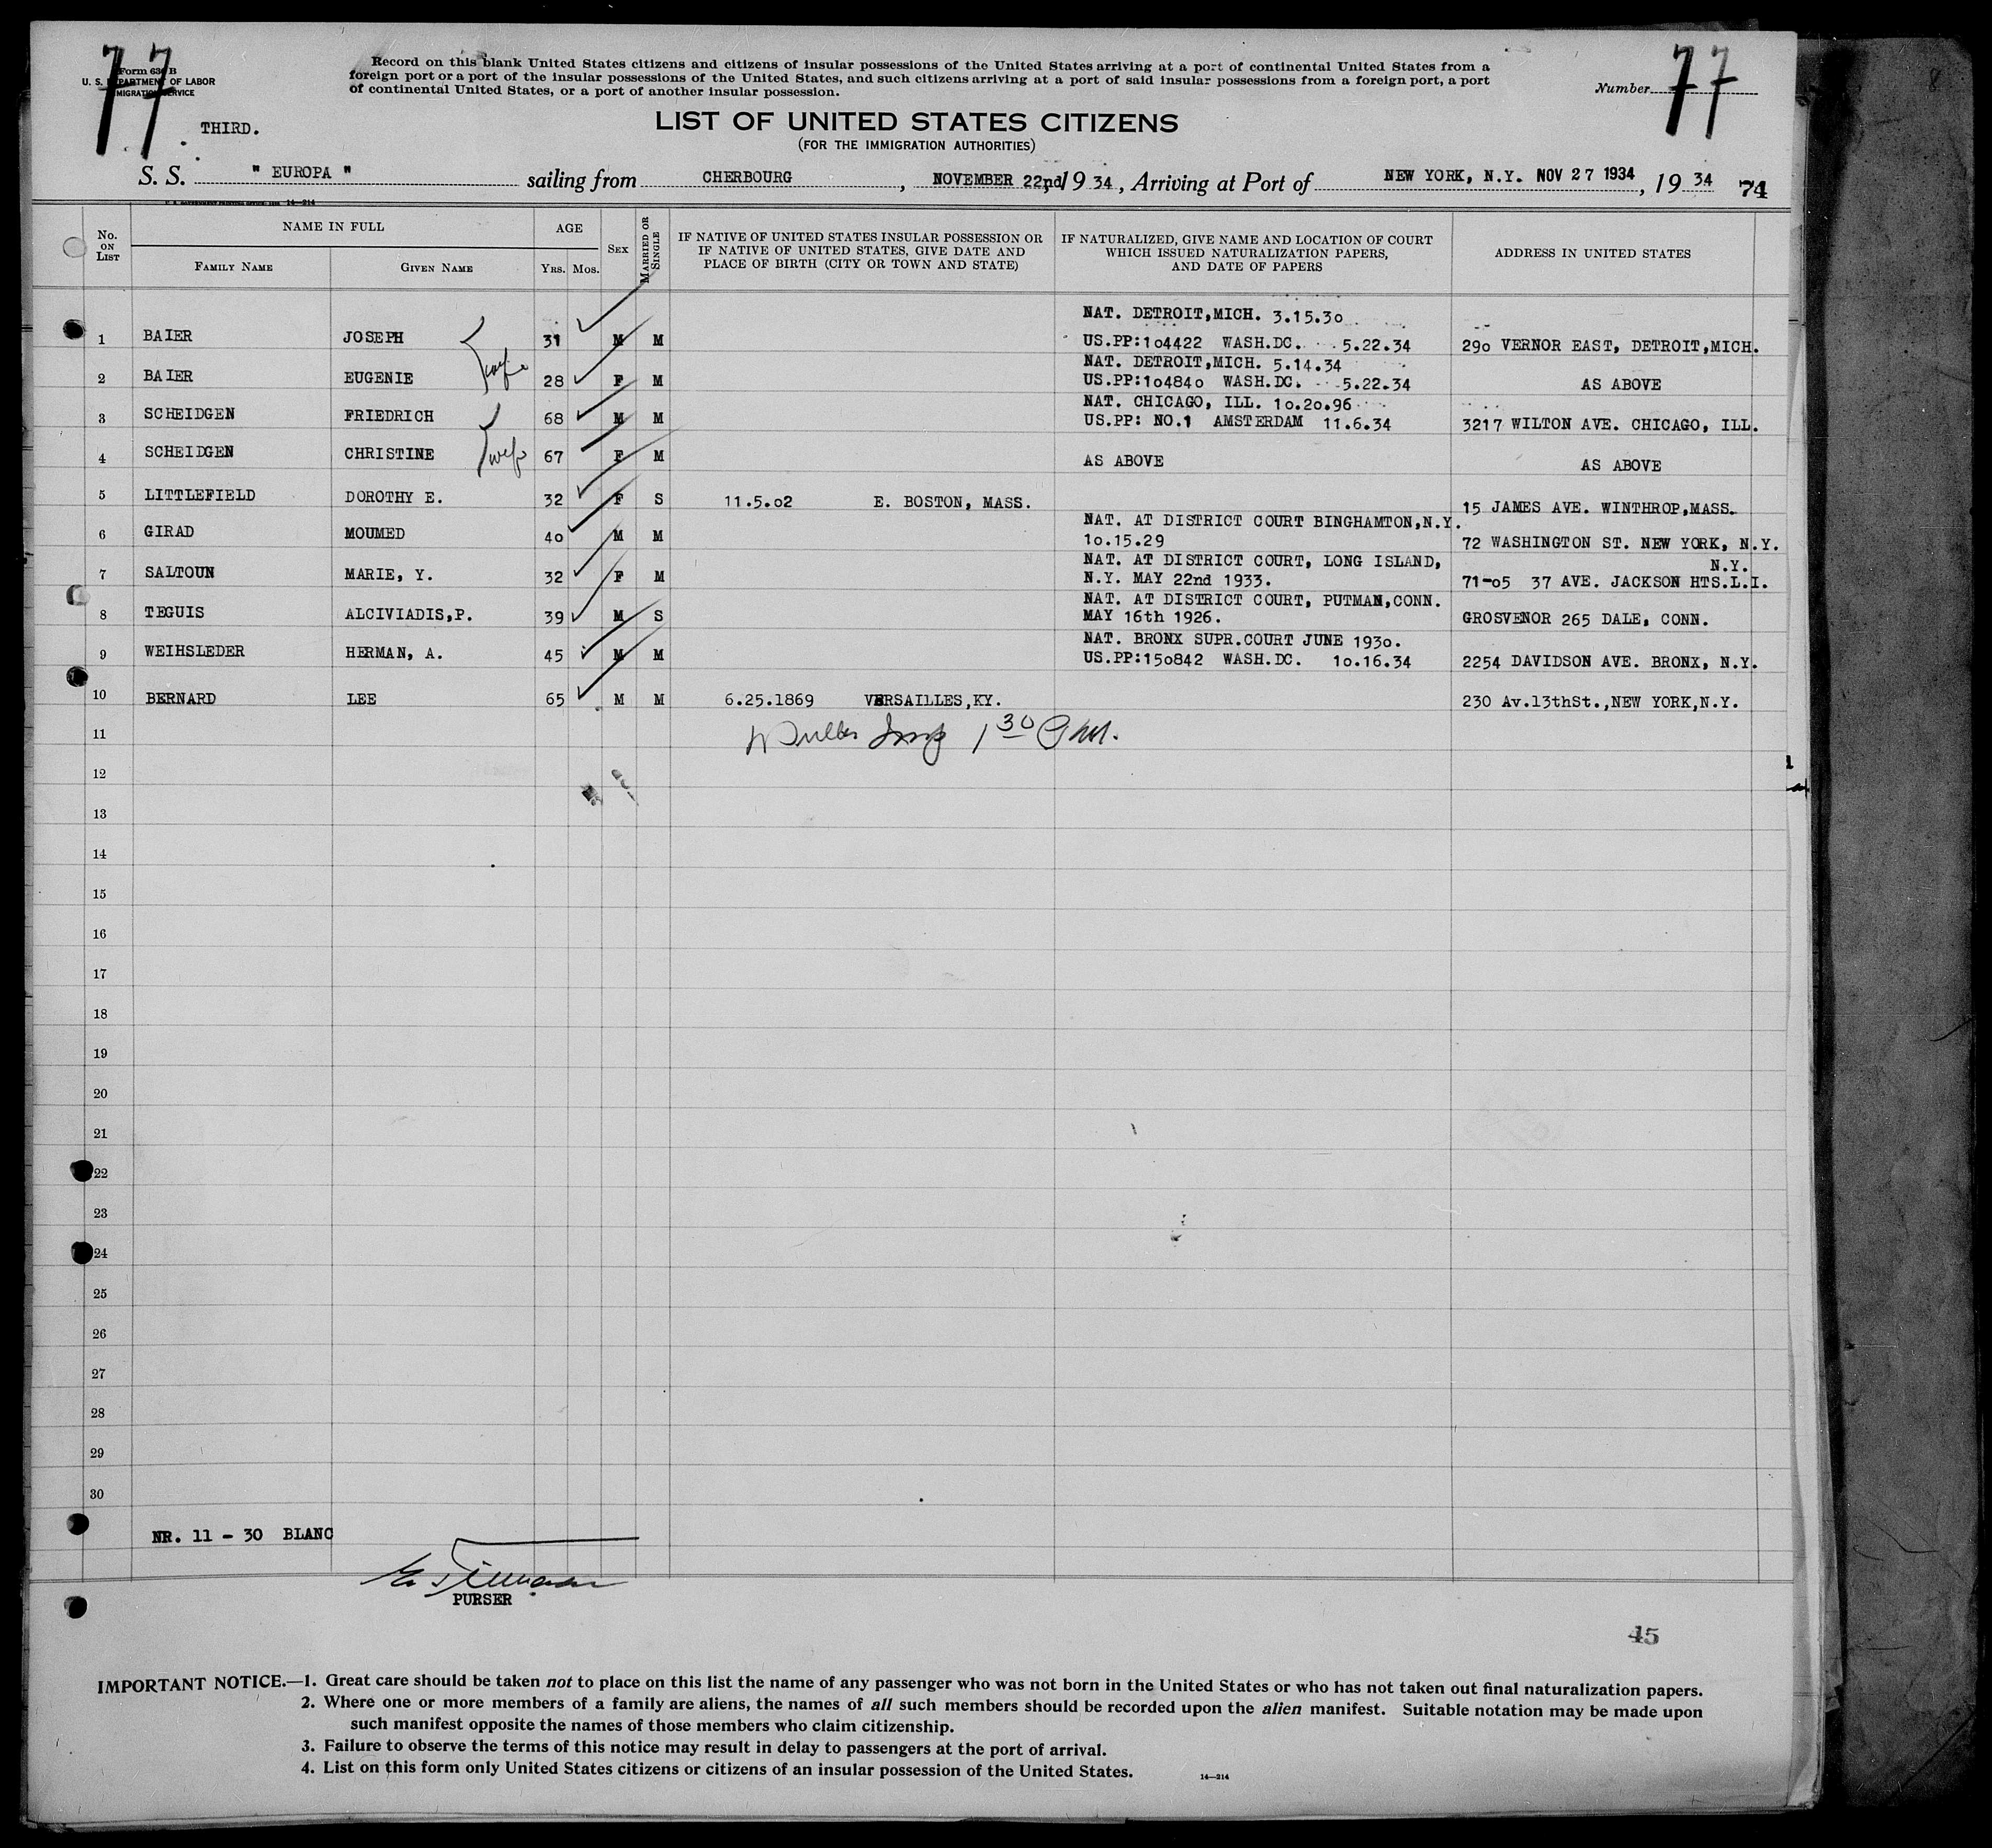 77
77
Form 630 B
U. S. DEPARTMENT OF LABOR
IMMIGRATION SERVICE
Record on this blank United States citizens and citizens of insular possessions of the United States arriving at a port of continental United States from a
foreign port or a port of the insular possessions of the United States, and such citizens arriving at a port of said insular possessions from a foreign port, a port
of continental United States, or a port of another insular possession.
Number
THIRD.
LIST OF UNITED STATES CITIZENS
(FOR THE IMMIGRATION AUTHORITIES)
S. S. " EUROPA " sailing from CHERBOURG , NOVEMBER 22nd 1934 , Arriving at Port of NEW YORK, N.Y. NOV 27 1934 , 19 34 74
14—214
No. ON LIST NAME IN FULL AGE SEX MARRIED OR SINGLE IF NATIVE OF UNITED STATES INSULAR POSSESSION OR IF NATIVE OF UNITED STATES, GIVE DATE AND PLACE OF BIRTH (CITY OR TOWN AND STATE) IF NATURALIZED, GIVE NAME AND LOCATION OF COURT WHICH ISSUED NATURALIZATION PAPERS, AND DATE OF PAPERS ADDRESS IN UNITED STATES
FAMILY NAME GIVEN NAME YRS. MOS.
NAT. DETROIT,MICH. 3.15.30
1 BAIER JOSEPH 31 M M US.PP:104422 WASH.DC. 5.22.34 290 VERNOR EAST, DETROIT,MICH.
NAT. DETROIT,MICH. 5.14.34
2 BAIER EUGENIE wife 28 F M US.PP:104840 WASH.DC. 5.22.34 AS ABOVE
NAT. CHICAGO, ILL. 10.20.96
3 SCHEIDGEN FRIEDRICH 68 M M US.PP: NO.1 AMSTERDAM 11.6.34 3217 WILTON AVE. CHICAGO, ILL.
4 SCHEIDGEN CHRISTINE wife 67 F M AS ABOVE AS ABOVE
5 LITTLEFIELD DOROTHY E. 32 F S 11.5.02 E. BOSTON, MASS. 15 JAMES AVE. WINTHROP,MASS.
NAT. AT DISTRICT COURT BINGHAMTON,N.Y.
6 GIRAD MOUMED 40 M M 10.15.29 72 WASHINGTON ST. NEW YORK, N.Y.
NAT. AT DISTRICT COURT, LONG ISLAND, N.Y.
7 SALTOUN MARIE, Y. 32 F M N.Y. MAY 22nd 1933. 71-05 37 AVE. JACKSON HTS.L.I.
NAT. AT DISTRICT COURT, PUTMAN,CONN.
8 TEGUIS ALCIVIADIS,P. 39 M S MAY 16th 1926. GROSVENOR 265 DALE, CONN.
NAT. BRONX SUPR.COURT JUNE 1930.
9 WEIHSLEDER HERMAN, A. 45 M M US.PP:150842 WASH.DC. 10.16.34 2254 DAVIDSON AVE. BRONX, N.Y.
10 BERNARD LEE 65 M M 6.25.1869 VERSAILLES,KY. 230 Av.13thSt.,NEW YORK,N.Y.
11 1 30 P.M.
12
13
14
15
16
17
18
19
20
21
22
23
24
25
26
27
28
29
30
NR. 11 - 30 BLANC
PURSER
45
IMPORTANT NOTICE.—1. Great care should be taken not to place on this list the name of any passenger who was not born in the United States or who has not taken out final naturalization papers.
2. Where one or more members of a family are aliens, the names of all such members should be recorded upon the alien manifest. Suitable notation may be made upon
such manifest opposite the names of those members who claim citizenship.
3. Failure to observe the terms of this notice may result in delay to passengers at the port of arrival.
4. List on this form only United States citizens or citizens of an insular possession of the United States.
14—214